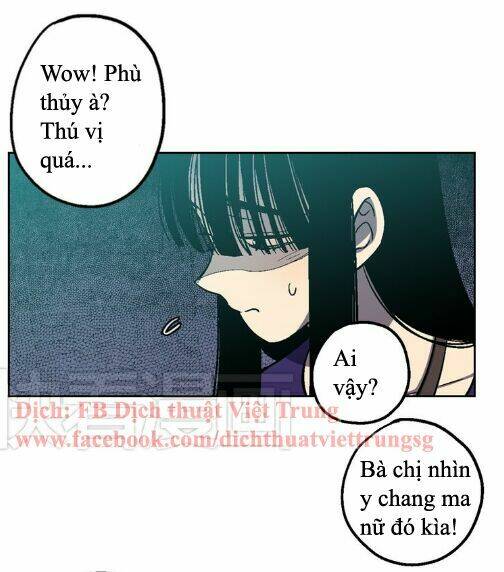 Wow! Phù
thủy à?
Thú vị
quá...
Ai
vậy?
Dịch: FB Dịch thuật Việt Trung
www.facebook.com/dichthuatviettrungsg
Bà chị nhìn
y chang ma
nữ đó kìa!